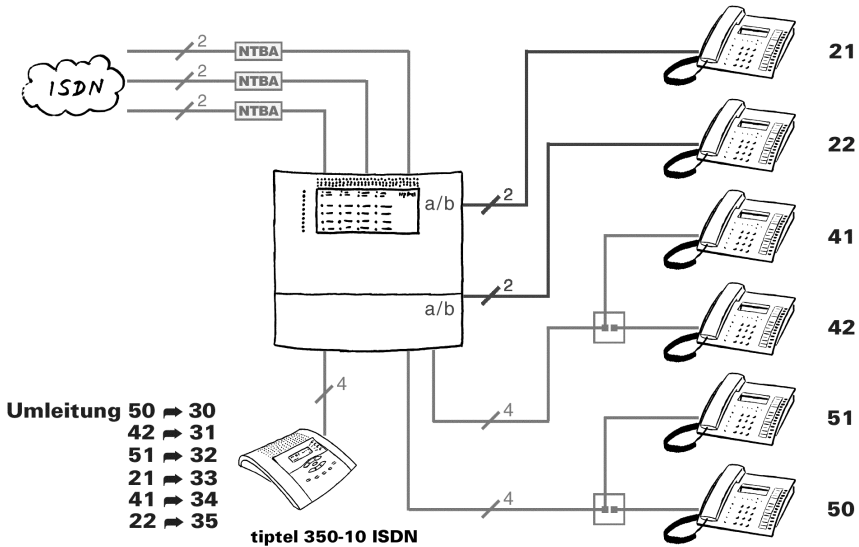 2
NTBA
21
ISDN
2
NTBA
2
NTBA
22
a/b
2
41
2
a/b
42
4
4
51
Umleitung 50 ➡ 30
42 ➡ 31
51 ➡ 32
21 ➡ 33
41 ➡ 34
22 ➡ 35
4
50
tiptel 350-10 ISDN